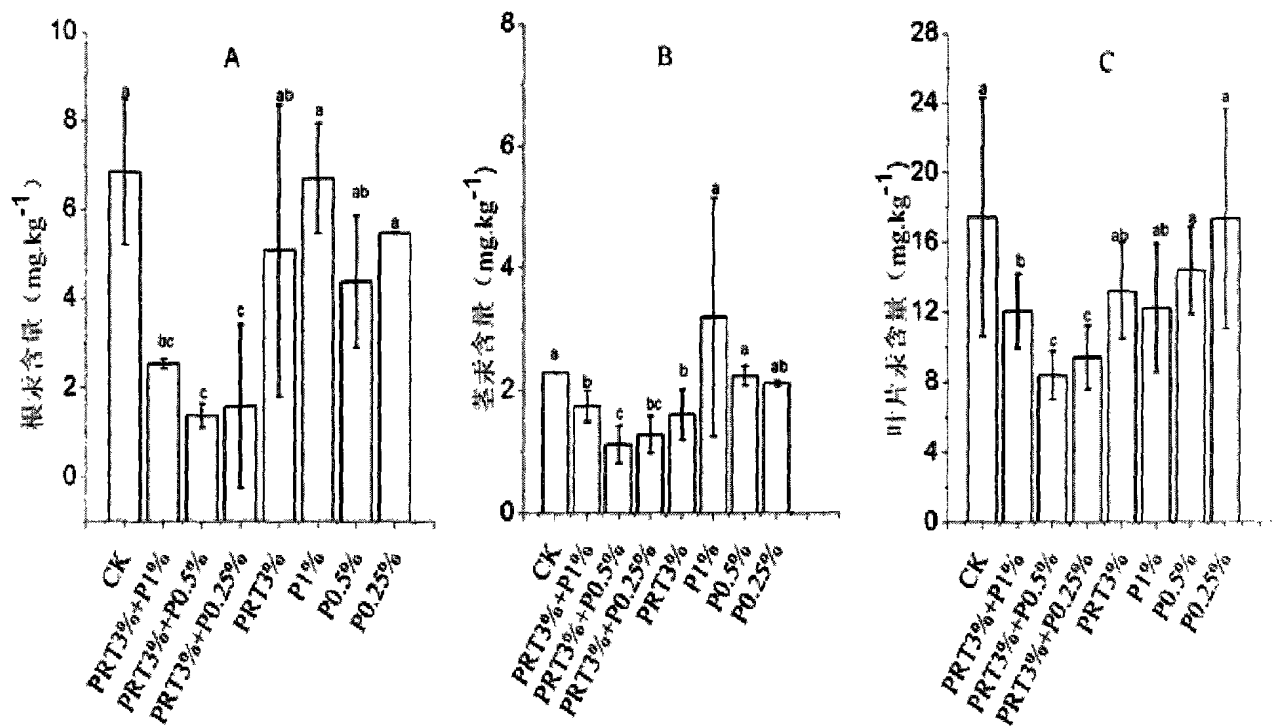 A
根汞含量（mg.kg-1）
10
8
6
4
2
0
a
bc
c
c
ab
a
ab
a
CK
PRT3%+P1%
PRT3%+P0.5%
PRT3%+P0.25%
PRT3%
P1%
P0.5%
P0.25%
B
茎汞含量（mg.kg-1）
8
6
4
2
0
a
b
c
bc
b
a
a
ab
CK
PRT3%+P1%
PRT3%+P0.5%
PRT3%+P0.25%
PRT3%
P1%
P0.5%
P0.25%
C
叶片汞含量（mg.kg-1）
28
24
20
16
12
8
4
0
a
c
c
ab
ab
a
a
CK
PRT3%+P1%
PRT3%+P0.5%
PRT3%+P0.25%
PRT3%
P1%
P0.5%
P0.25%